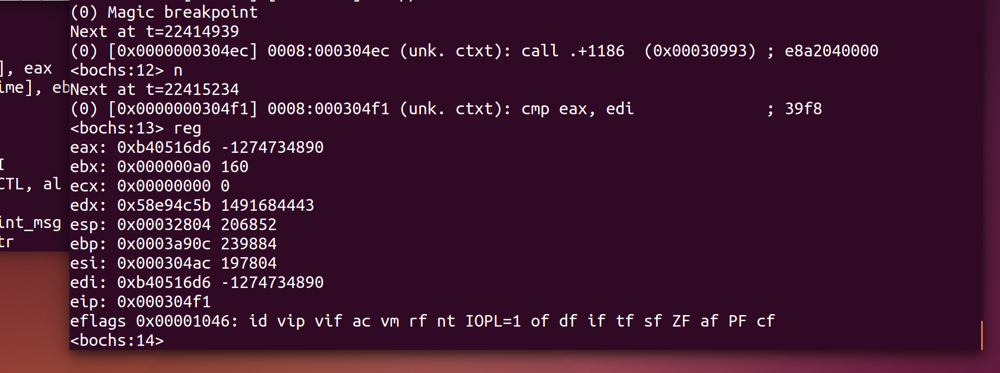 (0) Magic breakpoint
Next at t=22414939
(0) [0x0000000304ec] 0008:000304ec (unk. ctxt): call .+1186  (0x00030993) ; e8a2040000
], eax
<bochs:12> n
ime], eb
Next at t=22415234
(0) [0x0000000304f1] 0008:000304f1 (unk. ctxt): cmp eax, edi              ; 39f8
<bochs:13> reg
eax: 0xb40516d6 -1274734890
ebx: 0x000000a0 160
ecx: 0x00000000 0
CTL, al
edx: 0x58e94c5b 1491684443
int_msg
esp: 0x00032804 206852
tr
ebp: 0x0003a90c 239884
esi: 0x000304ac 197804
edi: 0xb40516d6 -1274734890
eip: 0x000304f1
eflags 0x00001046: id vip vif ac vm rf nt IOPL=1 of df if tf sf ZF af PF cf
<bochs:14>